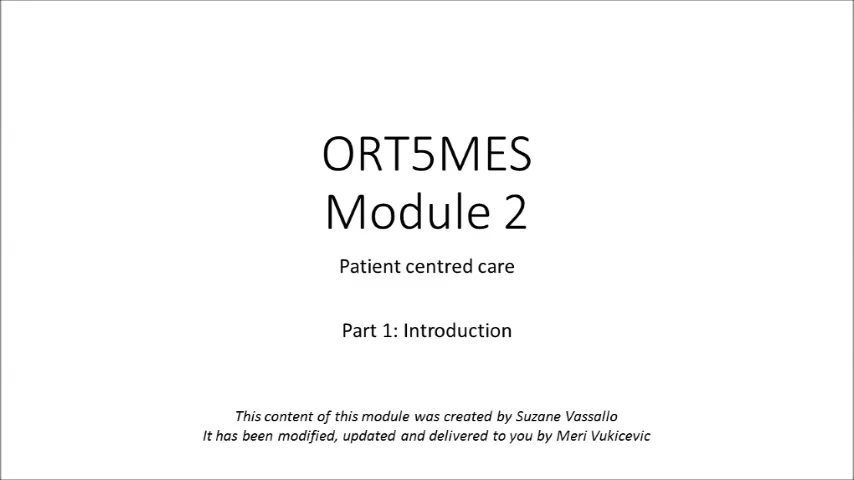 ORT5MES
Module 2
Patient centred care
Part 1: Introduction
This content of this module was created by Suzane Vassallo
It has been modified, updated and delivered to you by Meri Vukicevic